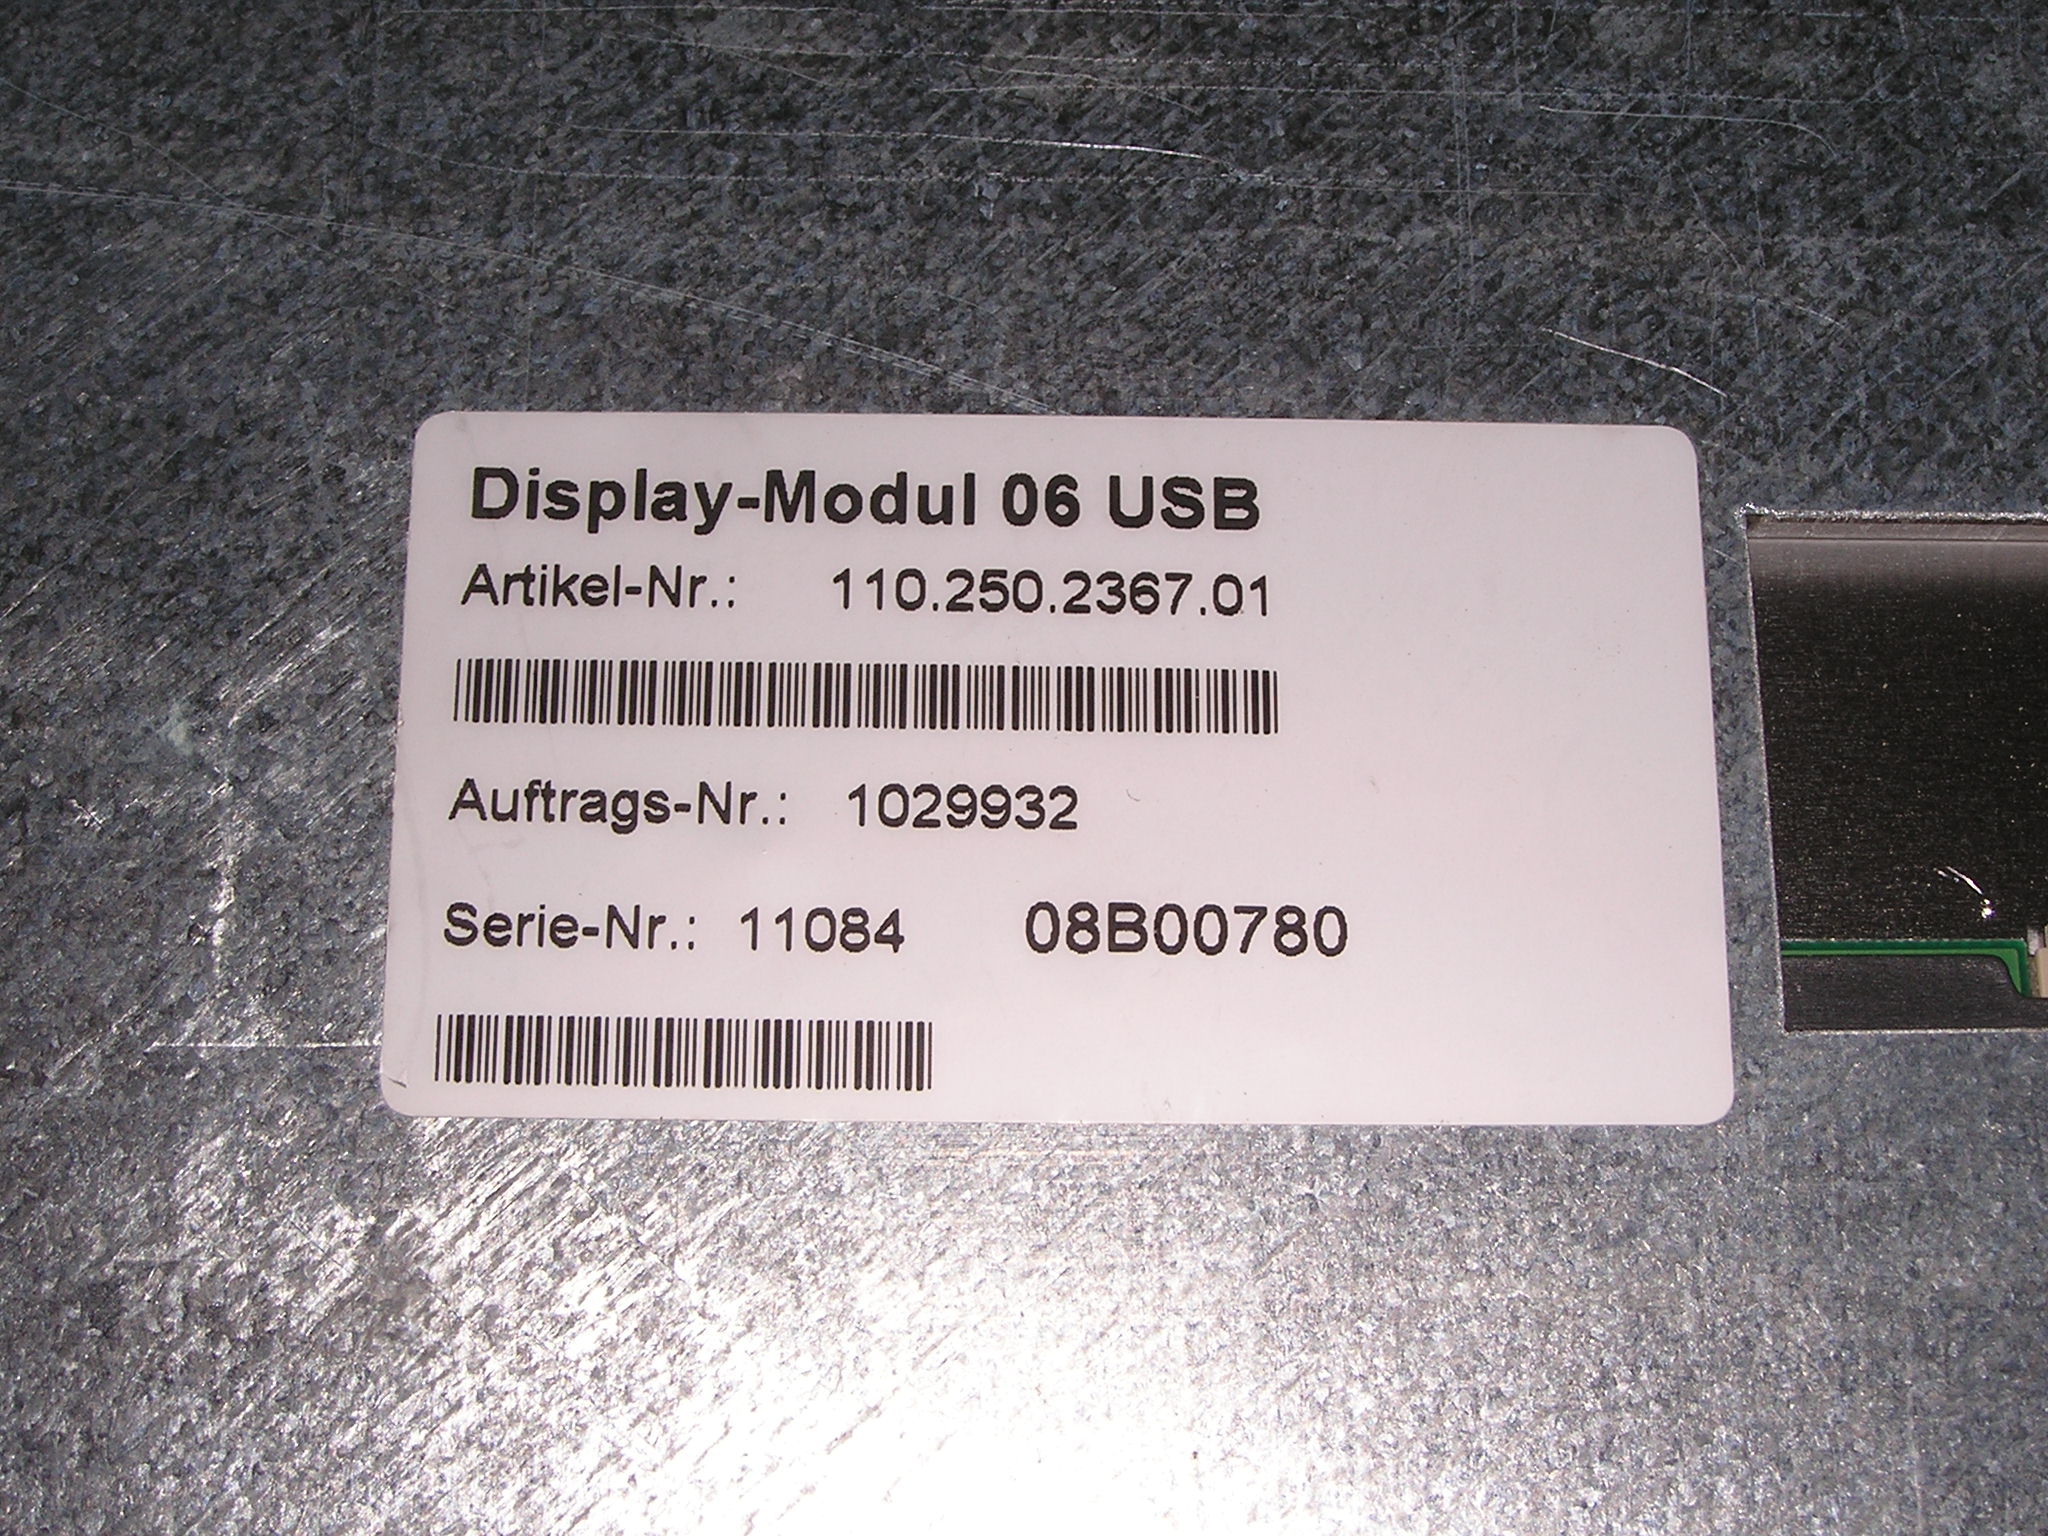 Display-Modul 06 USB
Artikel-Nr.: 110.250.2367.01
Auftrags-Nr.: 1029932
Serie-Nr.: 11084 08B00780